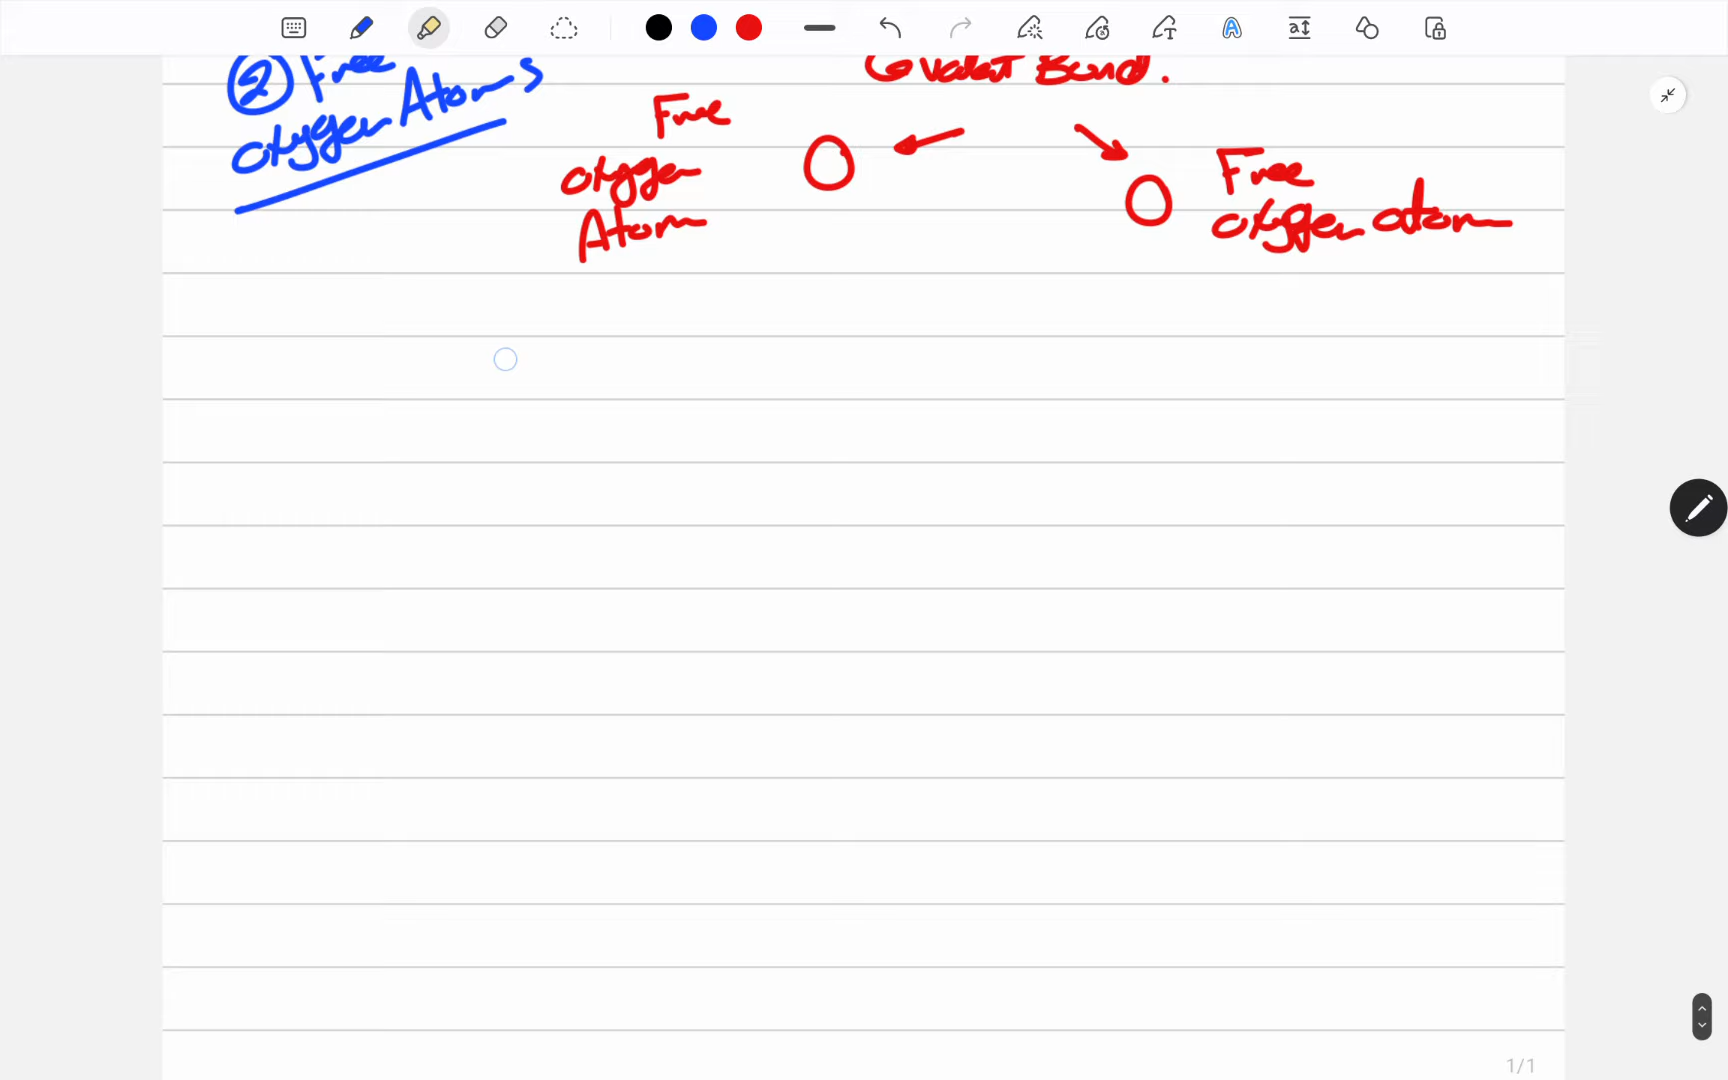 ② Free
oxygen Atoms
Covalent Bond.
Free
oxygen
Atom
O
O
Free
oxygen atom
1/1